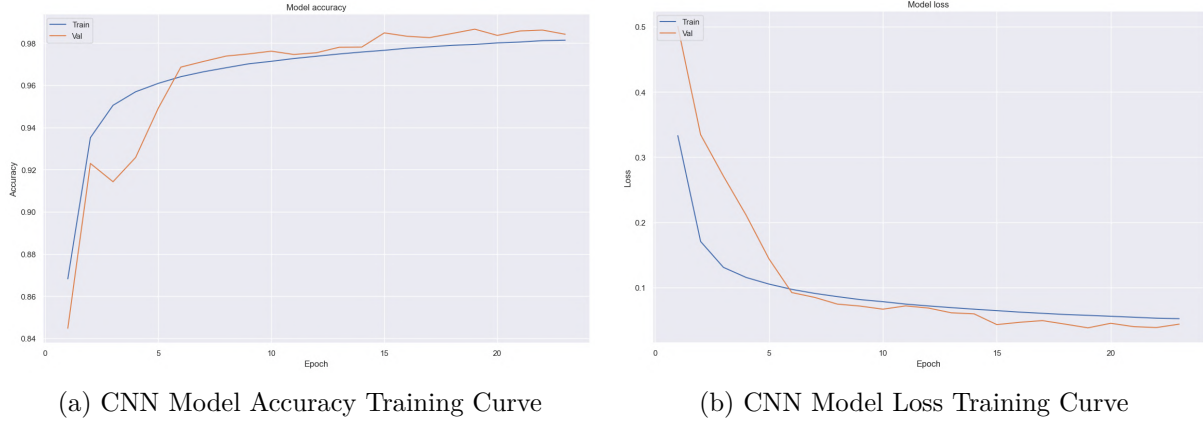 Model accuracy
Train
Val
0.98
0.96
0.94
0.92
0.90
0.88
0.86
0.84
Accuracy
0
5
10
15
20
Epoch
(a) CNN Model Accuracy Training Curve
Model loss
Train
Val
0.5
0.4
0.3
0.2
0.1
Loss
0
5
10
15
20
Epoch
(b) CNN Model Loss Training Curve